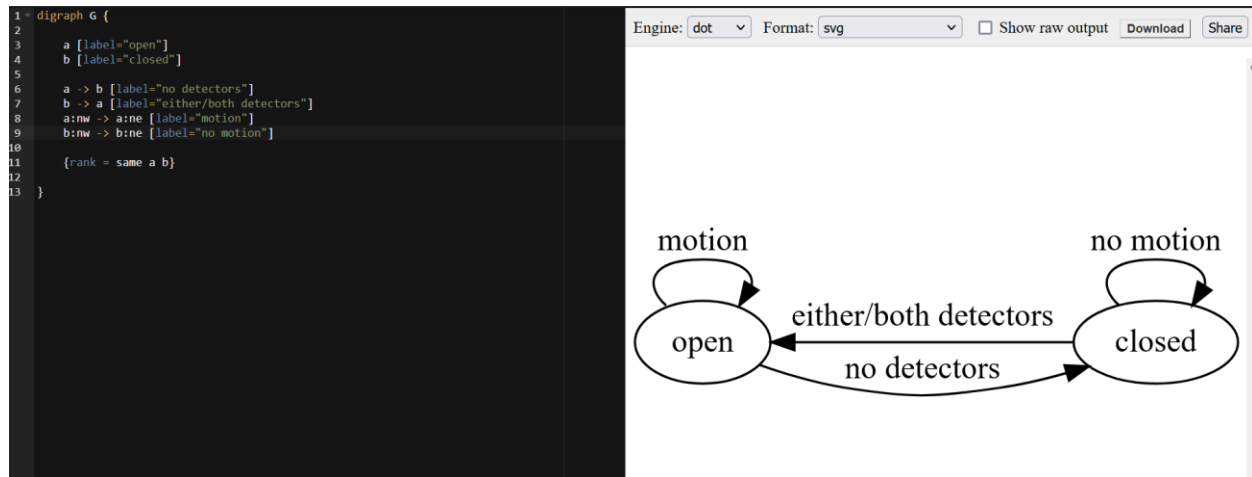 1 digraph G {
2
3 a [label="open"]
4 b [label="closed"]
5
6 a -> b [label="no detectors"]
7 b -> a [label="either/both detectors"]
8 a:nw -> a:ne [label="motion"]
9 b:nw -> b:ne [label="no motion"]
10
11 {rank = same a b}
12
13 }
Engine: dot Format: svg Show raw output Download Share
motion no motion
either/both detectors
open closed
no detectors